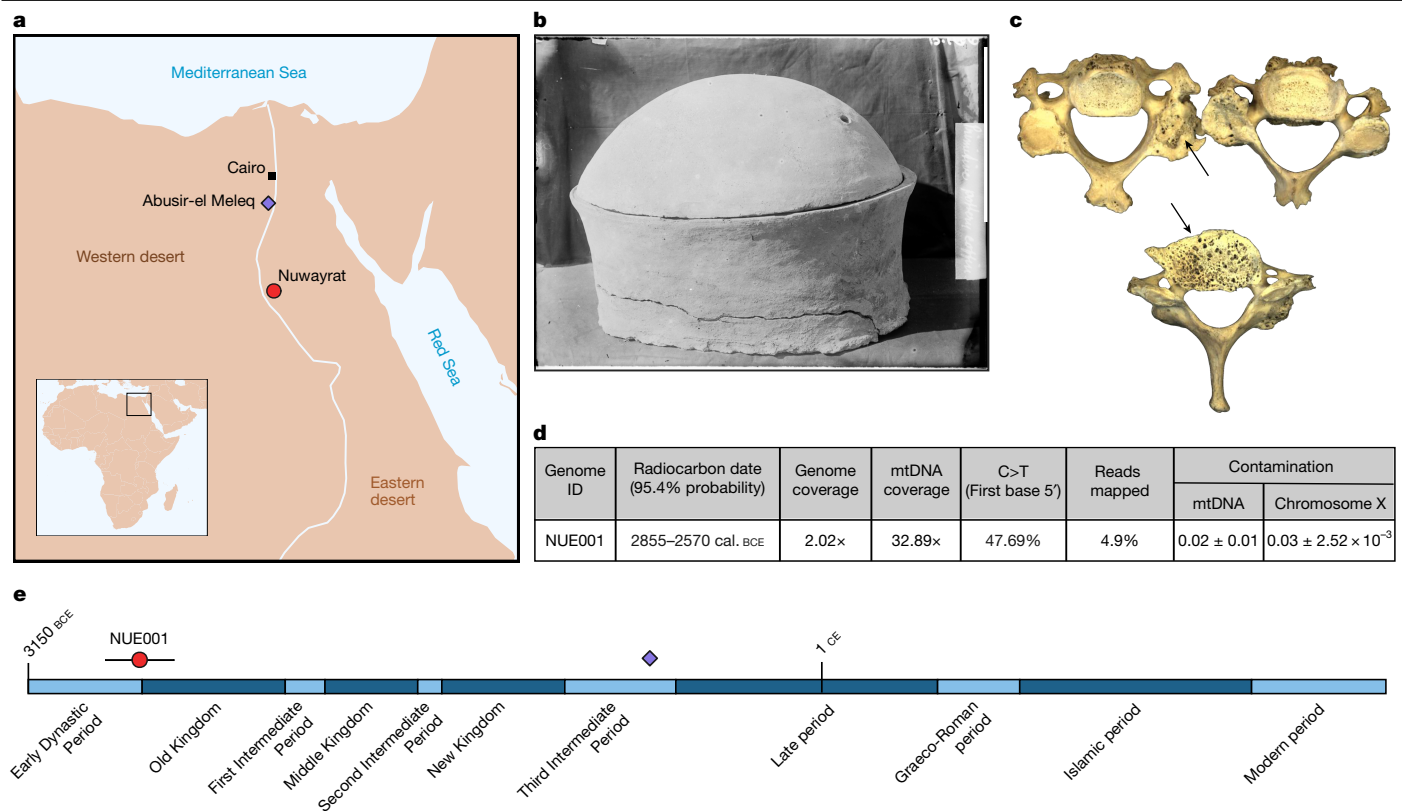 a
Mediterranean Sea
Cairo
Abusir-el Meleq
Western desert
Nuwayrat
Red Sea
Eastern
desert
b
c
d
Genome
ID
Radiocarbon date
(95.4% probability)
Genome
coverage
mtDNA
coverage
C>T
(First base 5′)
Reads
mapped
Contamination
mtDNA
Chromosome X
NUE001
2855–2570 cal. BCE
2.02×
32.89×
47.69%
4.9%
0.02 ± 0.01
0.03 ± 2.52 × 10⁻³
e
3150 BCE
NUE001
1 CE
Early Dynastic
Period
Old Kingdom
First Intermediate
Period
Middle Kingdom
Second Intermediate
Period
New Kingdom
Third Intermediate
Period
Late period
Graeco-Roman
period
Islamic period
Modern period